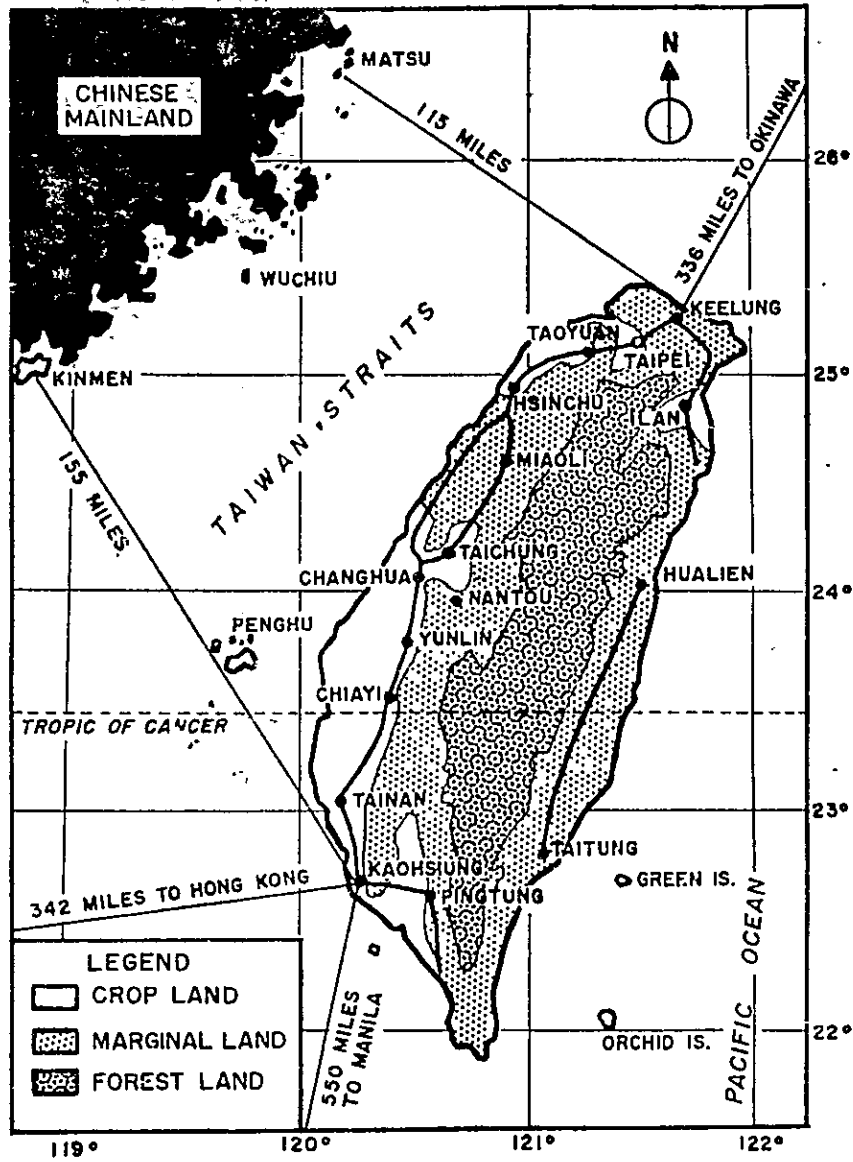 MATSU
CHINESE
MAINLAND
N
115 MILES
336 MILES TO OKINAWA
26°
WUCHIU
KEELUNG
TAOYUAN
TAIPEI
KINMEN
TAIWAN STRAITS
25°
HSINCHU
ILAN
155 MILES
MIAOLI
TAICHUNG
CHANGHUA
HUALIEN
24°
NANTOU
PENGHU
YUNLIN
CHIAYI
TROPIC OF CANCER
TAINAN
23°
TAITUNG
KAOHSIUNG
342 MILES TO HONG KONG
PINGTUNG
GREEN IS.
PACIFIC OCEAN
LEGEND
CROP LAND
MARGINAL LAND
FOREST LAND
550 MILES
TO MANILA
22°
ORCHID IS.
119°
120°
121°
122°